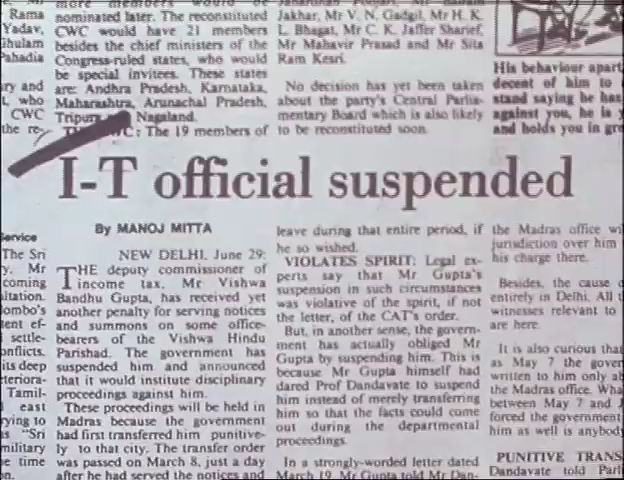 more members would be
Rama nominated later. The reconstituted
Yadav, CWC would have 21 members
Ghulam besides the chief ministers of the
Pahadia Congress-ruled states, who would
be special invitees. These states
ry and are: Andhra Pradesh, Karnataka,
t, who Maharashtra, Arunachal Pradesh,
CWC Tripura Nagaland.
the re- The 19 members of
Jakhar, Mr V. N. Gadgil, Mr H. K.
L. Bhagat, Mr C. K. Jaffer Sharief,
Mr Mahavir Prasad and Mr Sita
Ram Kesri.
No decision has yet been taken
about the party's Central Parlia-
mentary Board which is also likely
to be reconstituted soon.
His behaviour apart
decent of him to
stand saying he has
against you, he is
and holds you in
I-T official suspended
Service
The Sri
y, Mr
coming
ultation.
lombo's
tent ef-
settle-
onflicts.
its deep
eteriora-
Tamil-
east
rying to
as "Sri
military
e time
on.
By MANOJ MITTA
NEW DELHI, June 29:
THE deputy commissioner of
income tax, Mr Vishwa
Bandhu Gupta, has received yet
another penalty for serving notices
and summons on some office-
bearers of the Vishwa Hindu
Parishad. The government has
suspended him and announced
that it would institute disciplinary
proceedings against him.
These proceedings will be held in
Madras because the government
had first transferred him punitive-
ly to that city. The transfer order
was passed on March 8, just a day
after he had served the notices and
leave during that entire period, if
he so wished.
VIOLATES SPIRIT: Legal ex-
perts say that Mr Gupta's
suspension in such circumstances
was violative of the spirit, if not
the letter, of the CAT's order.
But, in another sense, the govern-
ment has actually obliged Mr
Gupta by suspending him. This is
because Mr Gupta himself had
dared Prof Dandavate to suspend
him instead of merely transferring
him so that the facts could come
out during the departmental
proceedings.
In a strongly-worded letter dated
March 19, Mr Gupta told Mr Dan-
the Madras office wi
jurisdiction over him
his charge there.
Besides, the cause o
entirely in Delhi. All t
witnesses relevant to
are here.
It is also curious that
as May 7 the gover
written to him only ab
the Madras office. Wha
between May 7 and J
forced the government
him as well is anybody
PUNITIVE TRANS
Dandavate told Parl